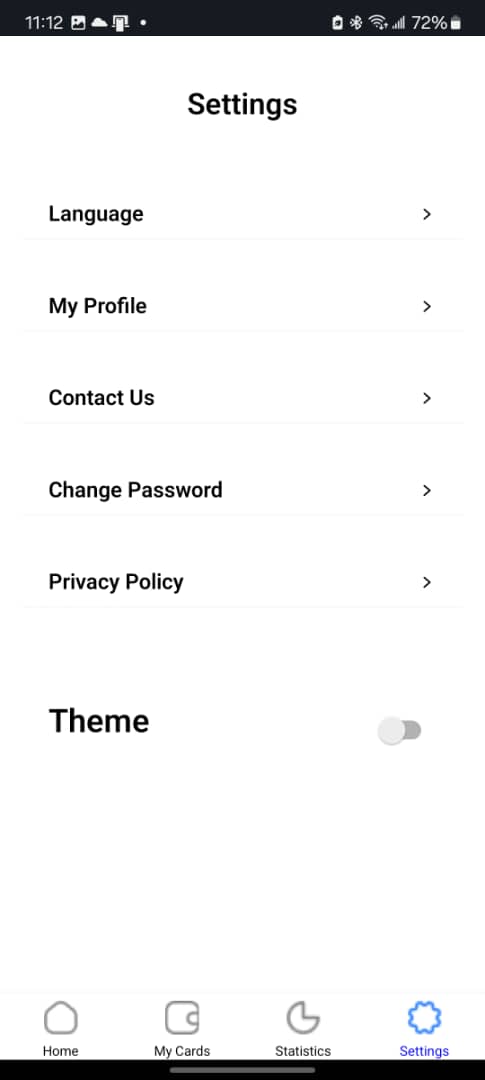 11:12
72%
Settings
Language
My Profile
Contact Us
Change Password
Privacy Policy
Theme
Home
My Cards
Statistics
Settings